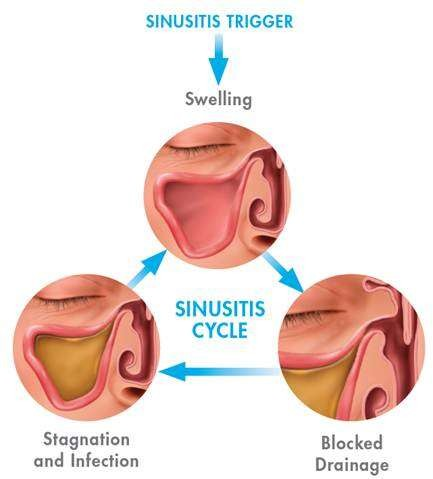 SINUSITIS TRIGGER
Swelling
SINUSITIS
CYCLE
Stagnation
and Infection
Blocked
Drainage